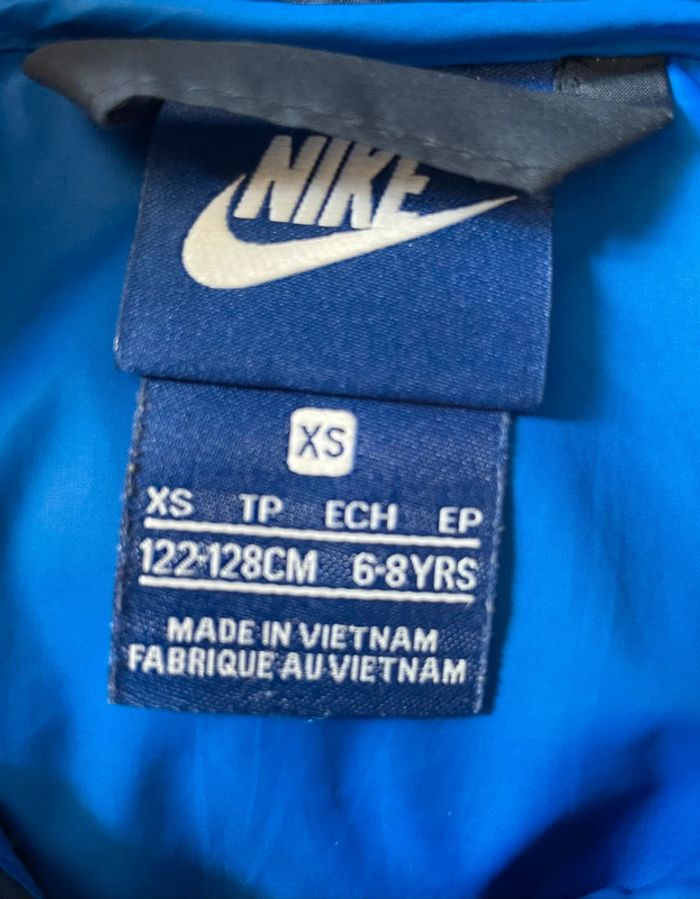 NIKE
XS
XS TP ECH EP
122-128CM 6-8YRS
MADE IN VIETNAM
FABRIQUE AU VIETNAM